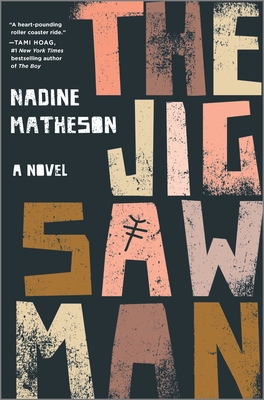 THE
JIG
SAW
MAN
"A heart-pounding
roller coaster ride."
—TAMI HOAG,
#1 New York Times
bestselling author
of The Boy
NADINE
MATHESON
A NOVEL